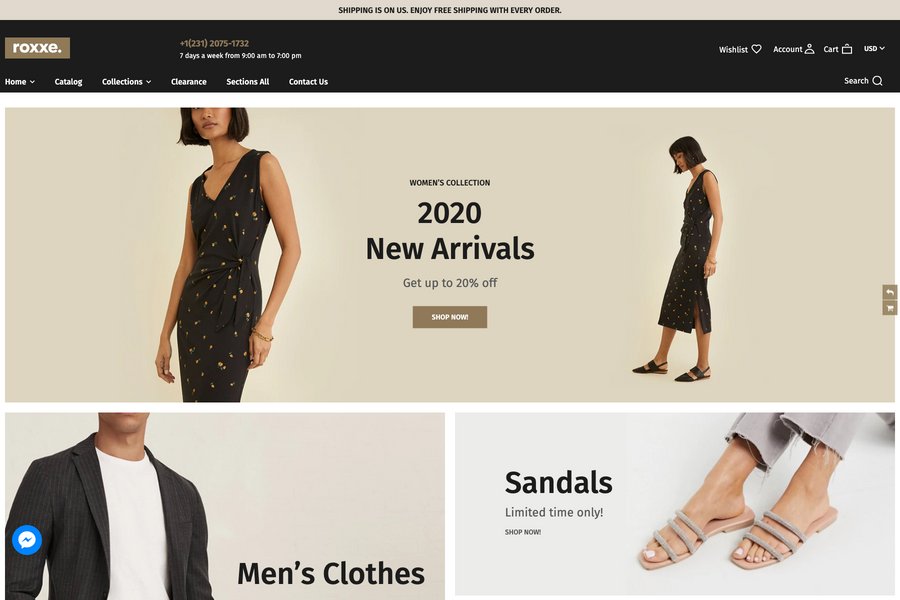 SHIPPING IS ON US. ENJOY FREE SHIPPING WITH EVERY ORDER.
roxxe.
+1(231) 2075-1732
7 days a week from 9:00 am to 7:00 pm
Wishlist
Account
Cart
USD
Home
Catalog
Collections
Clearance
Sections All
Contact Us
Search
WOMEN'S COLLECTION
2020
New Arrivals
Get up to 20% off
SHOP NOW!
Men's Clothes
Sandals
Limited time only!
SHOP NOW!